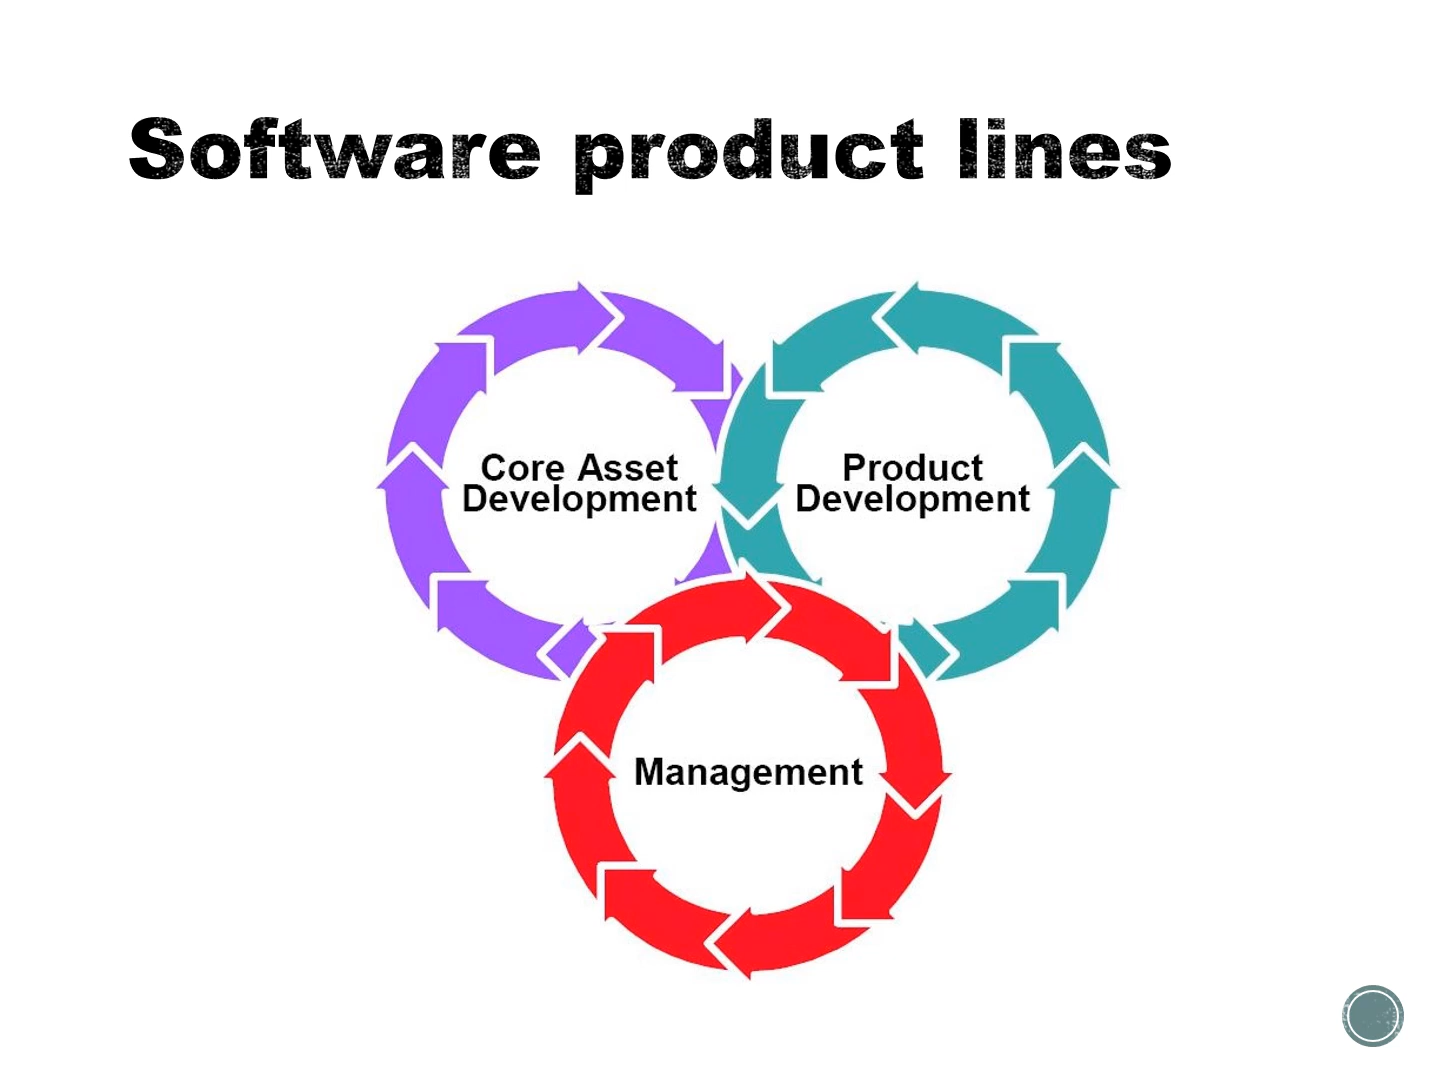 Software product lines
Core Asset
Development
Product
Development
Management